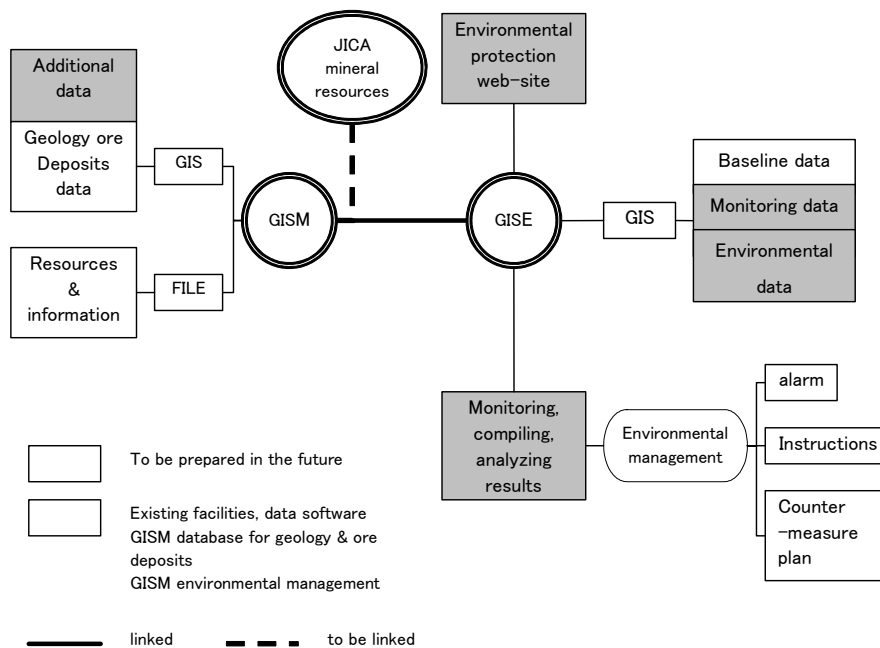 JICA
mineral
resources
Environmental
protection
web-site
Additional
data
Geology ore
Deposits
data
GIS
Resources
&
information
FILE
GISM
GISE
GIS
Baseline data
Monitoring data
Environmental
data
Monitoring,
compiling,
analyzing
results
Environmental
management
alarm
Instructions
Counter
-measure
plan
To be prepared in the future
Existing facilities, data software
GISM database for geology & ore
deposits
GISM environmental management
linked
to be linked